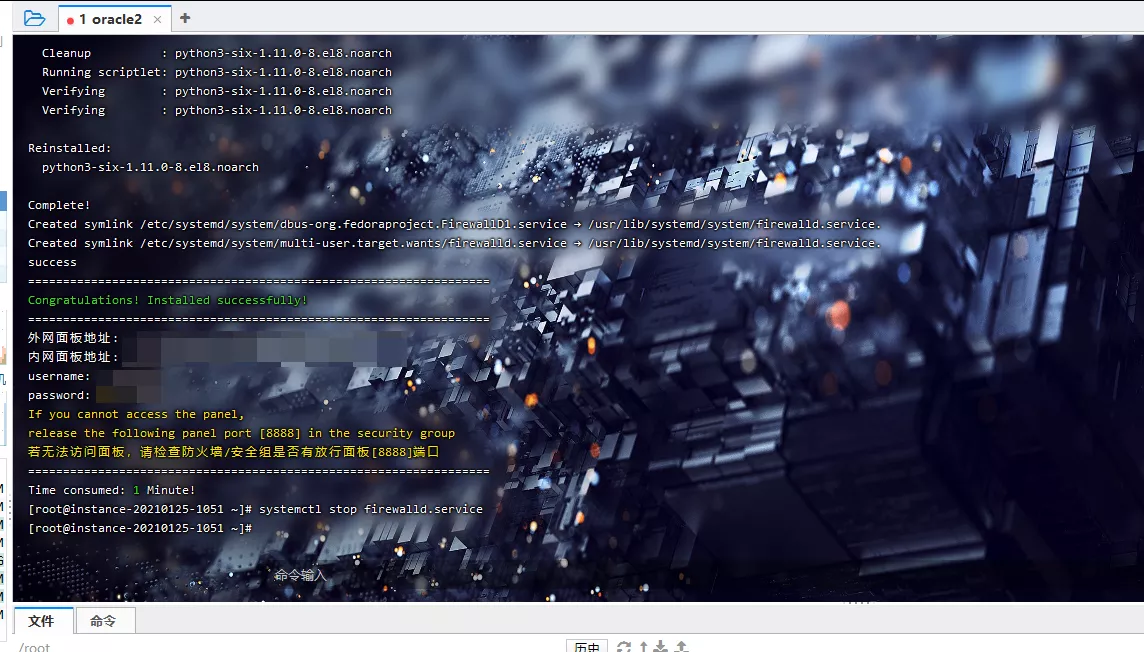 1 oracle2 × +
Cleanup : python3-six-1.11.0-8.el8.noarch
Running scriptlet: python3-six-1.11.0-8.el8.noarch
Verifying : python3-six-1.11.0-8.el8.noarch
Verifying : python3-six-1.11.0-8.el8.noarch
Reinstalled:
python3-six-1.11.0-8.el8.noarch
Complete!
Created symlink /etc/systemd/system/dbus-org.fedoraproject.FirewallD1.service → /usr/lib/systemd/system/firewalld.service.
Created symlink /etc/systemd/system/multi-user.target.wants/firewalld.service → /usr/lib/systemd/system/firewalld.service.
success
==================================================================
Congratulations! Installed successfully!
==================================================================
外网面板地址:
内网面板地址:
username:
password:
If you cannot access the panel,
release the following panel port [8888] in the security group
若无法访问面板，请检查防火墙/安全组是否有放行面板[8888]端口
==================================================================
Time consumed: 1 Minute!
[root@instance-20210125-1051 ~]# systemctl stop firewalld.service
[root@instance-20210125-1051 ~]#
命令输入
文件 命令
/root 历史